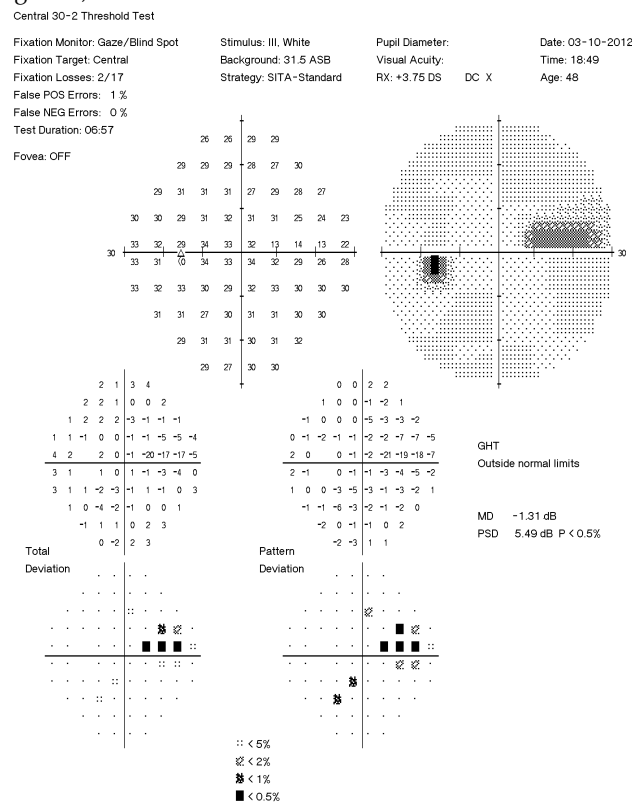 Central 30-2 Threshold Test
Fixation Monitor: Gaze/Blind Spot Stimulus: III, White Pupil Diameter: Date: 03-10-2012
Fixation Target: Central Background: 31.5 ASB Visual Acuity: Time: 18:49
Fixation Losses: 2/17 Strategy: SITA-Standard RX: +3.75 DS DC X Age: 48
False POS Errors: 1 %
False NEG Errors: 0 %
Test Duration: 06:57
Fovea: OFF
26 26 29 29
29 29 29 28 27 30
29 31 31 31 27 29 28 27
30 30 29 31 32 31 31 25 24 23
33 32 29 34 33 32 13 14 13 22
30 30
33 31 <0 34 33 34 32 29 26 28
33 32 30 29 30 31 31 30 30 33
31 31 27 30 31 31 30 30
29 31 30 30 31 32
29 27 30 30
2 1 3 4 0 0 2 2
2 2 1 0 0 2 1 0 0 -1 -2 1
1 2 2 2 -3 -1 -1 -1 -1 0 0 0 -5 -3 -3 -2
1 1 -1 0 0 -1 -1 -5 -5 -4 0 -1 -2 -1 -1 -2 -2 -7 -7 -5
4 2 2 0 -1 -20 -17 -17 -5 2 0 0 -1 -2 -21 -19 -18 -7
3 1 1 0 1 -1 -3 -4 0 2 -1 0 -1 -1 -3 -4 -5 -2
3 1 1 -2 -3 -1 -1 -1 0 3 1 0 0 -3 -5 -3 -1 -2 -2 1
1 0 -4 -2 -1 0 0 1 -1 -1 -6 -3 -2 -1 -2 -1
-1 1 1 0 2 3 -2 0 -1 -1 0 2
0 -2 2 3 -2 -3 1 1
GHT
Outside normal limits
MD -1.31 dB
PSD 5.49 dB P < 0.5%
Total Pattern
Deviation Deviation
< 5%
< 2%
< 1%
< 0.5%